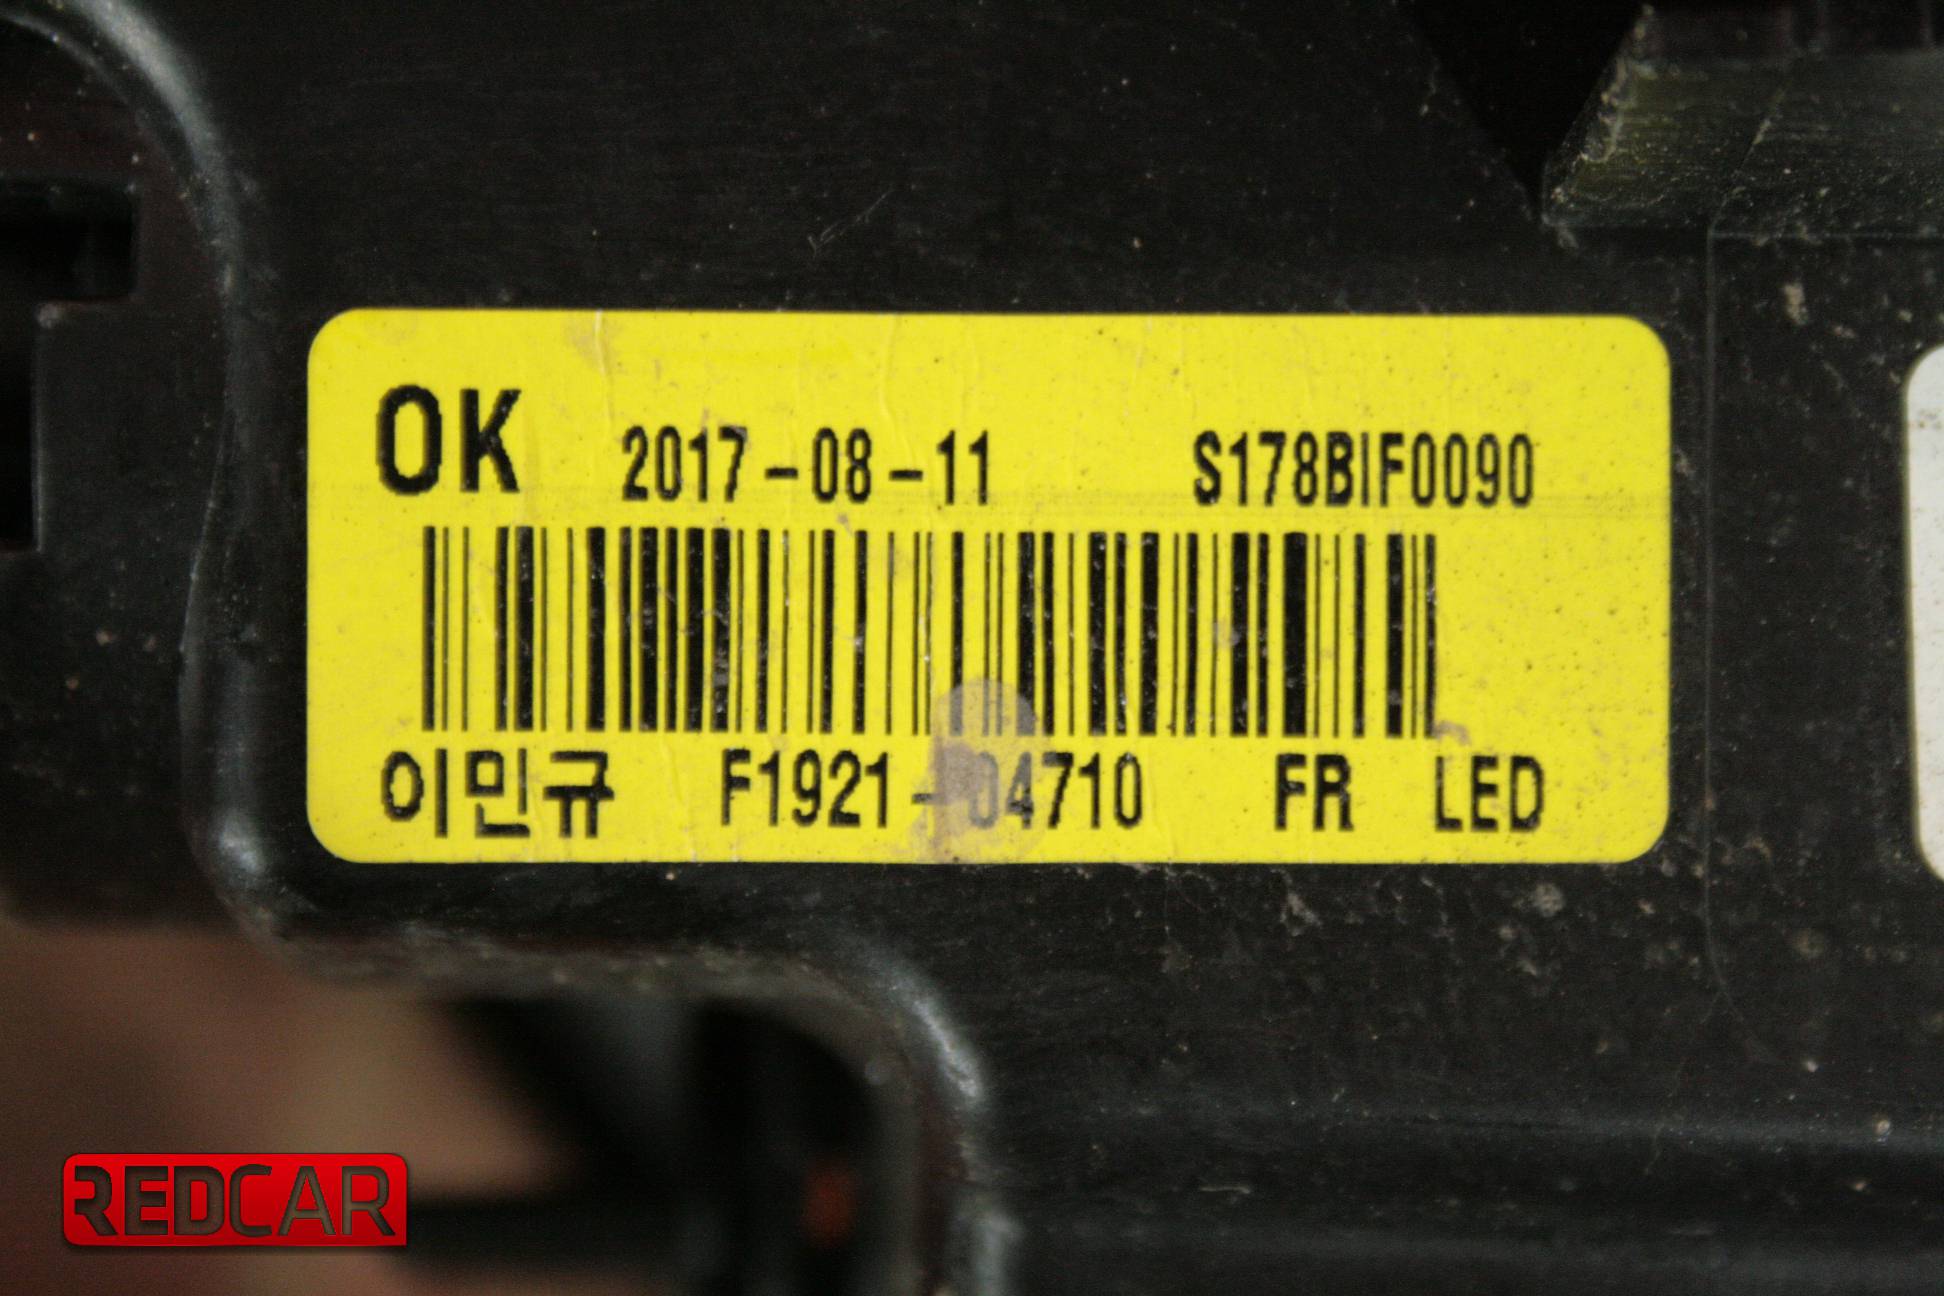 OK 2017-08-11 S178BIF0090
이민규 F1921-04710 FR LED
REDCAR